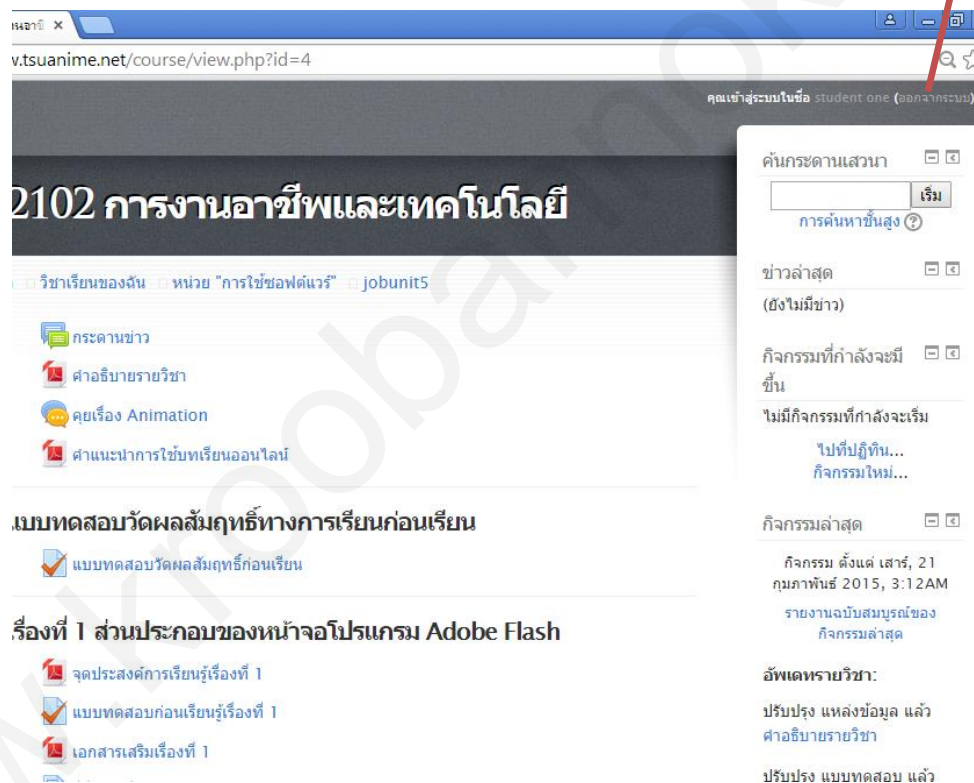 v.tsuanime.net/course/view.php?id=4
คุณเข้าสู่ระบบในชื่อ student one (ออกจากระบบ)
2102 การงานอาชีพและเทคโนโลยี
วิชาเรียนของฉัน หน่วย "การใช้ซอฟต์แวร์" jobunit5
กระดานข่าว
คำอธิบายรายวิชา
คุยเรื่อง Animation
คำแนะนำการใช้บทเรียนออนไลน์
แบบทดสอบวัดผลสัมฤทธิ์ทางการเรียนก่อนเรียน
แบบทดสอบวัดผลสัมฤทธิ์ก่อนเรียน
เรื่องที่ 1 ส่วนประกอบของหน้าจอโปรแกรม Adobe Flash
จุดประสงค์การเรียนรู้เรื่องที่ 1
แบบทดสอบก่อนเรียนรู้เรื่องที่ 1
เอกสารเสริมเรื่องที่ 1
ค้นกระดานเสวนา
เริ่ม
การค้นหาชั้นสูง
ข่าวล่าสุด
(ยังไม่มีข่าว)
กิจกรรมที่กำลังจะมี
ขึ้น
ไม่มีกิจกรรมที่กำลังจะเริ่ม
ไปที่ปฏิทิน...
กิจกรรมใหม่...
กิจกรรมล่าสุด
กิจกรรม ตั้งแต่ เสาร์, 21
กุมภาพันธ์ 2015, 3:12AM
รายงานฉบับสมบูรณ์ของ
กิจกรรมล่าสุด
อัพเดทรายวิชา:
ปรับปรุง แหล่งข้อมูล แล้ว
คำอธิบายรายวิชา
ปรับปรุง แบบทดสอบ แล้ว